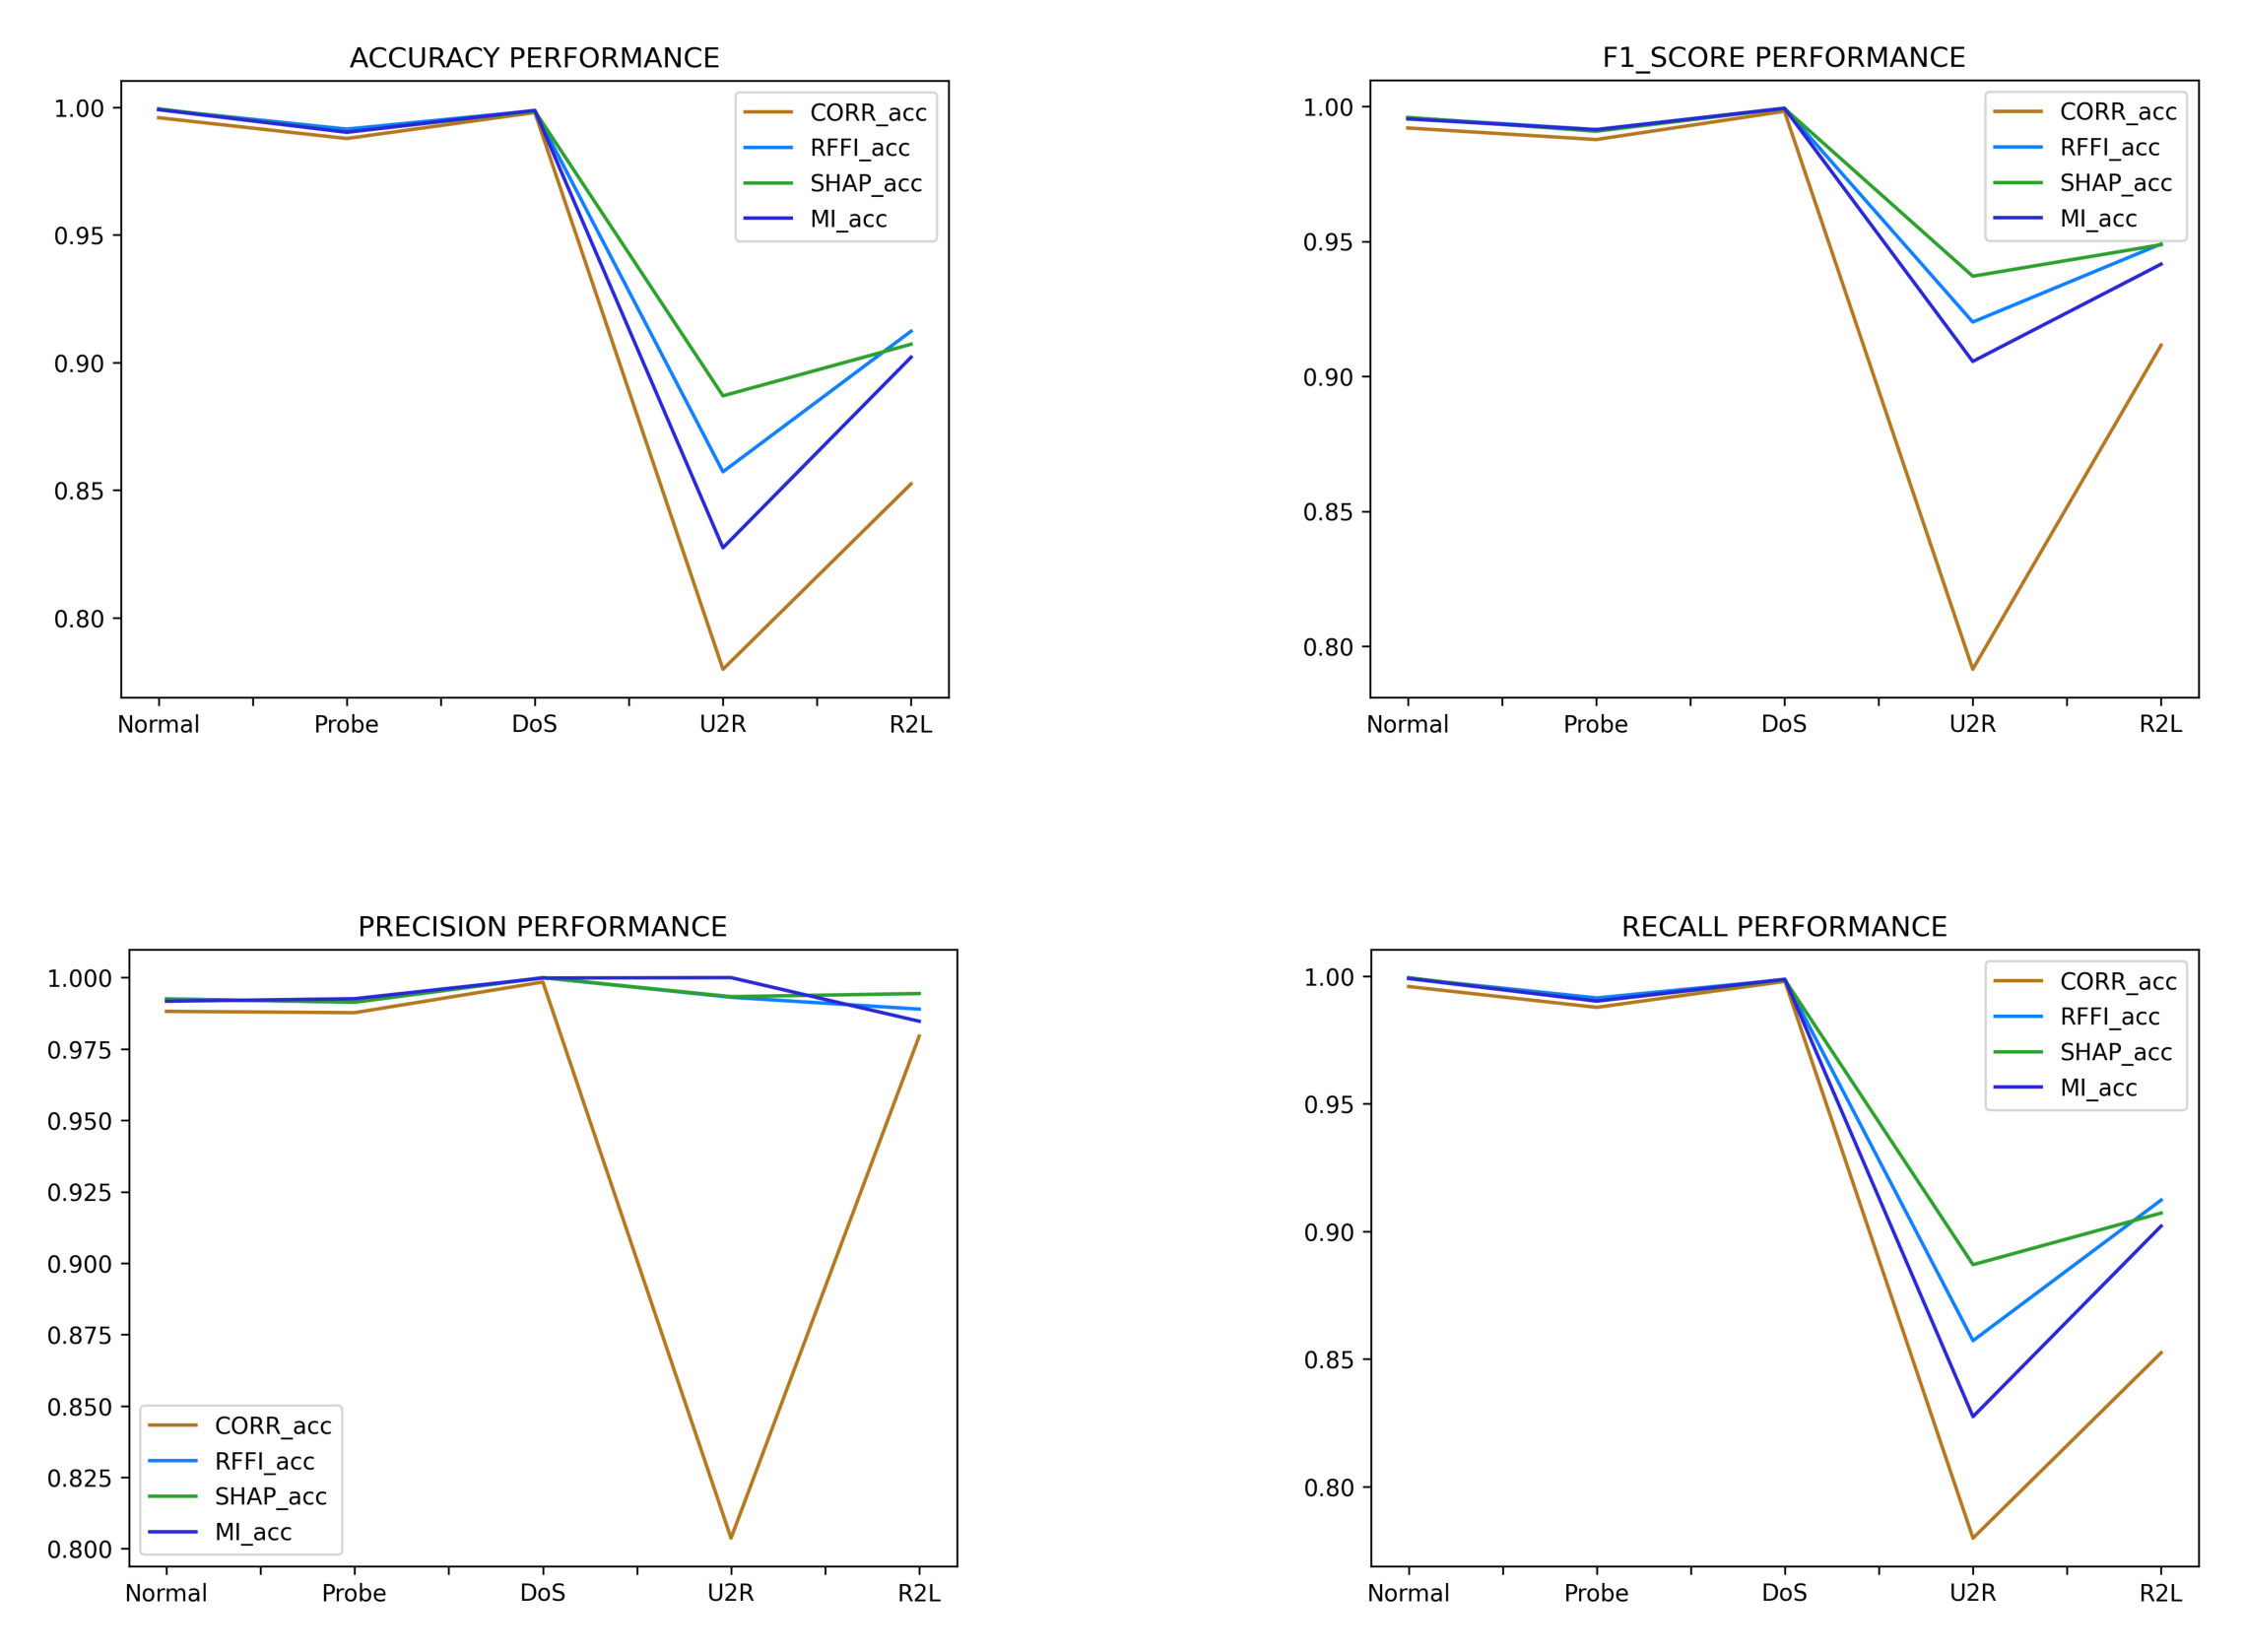 ACCURACY PERFORMANCE
1.00
0.95
0.90
0.85
0.80
CORR_acc
RFFI_acc
SHAP_acc
MI_acc
Normal Probe DoS U2R R2L
F1_SCORE PERFORMANCE
1.00
0.95
0.90
0.85
0.80
CORR_acc
RFFI_acc
SHAP_acc
MI_acc
Normal Probe DoS U2R R2L
PRECISION PERFORMANCE
1.000
0.975
0.950
0.925
0.900
0.875
0.850
0.825
0.800
CORR_acc
RFFI_acc
SHAP_acc
MI_acc
Normal Probe DoS U2R R2L
RECALL PERFORMANCE
1.00
0.95
0.90
0.85
0.80
CORR_acc
RFFI_acc
SHAP_acc
MI_acc
Normal Probe DoS U2R R2L